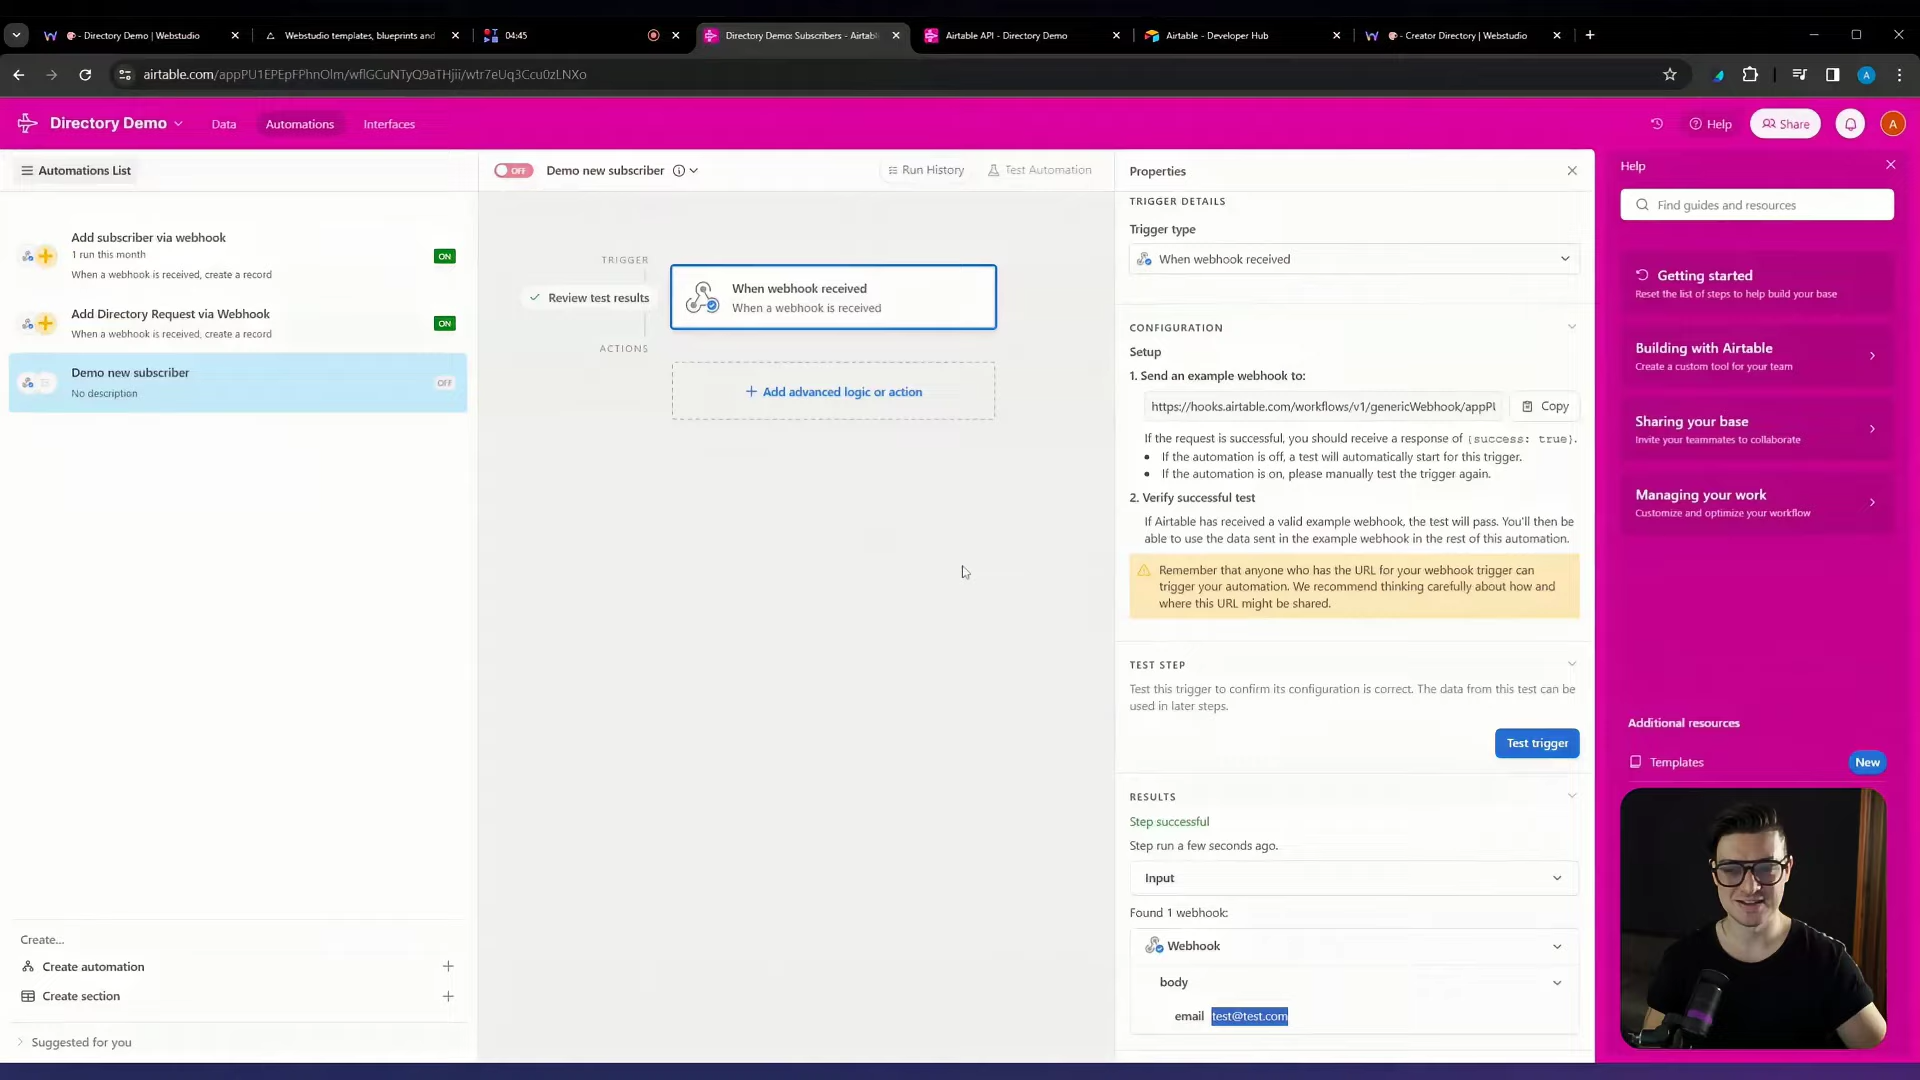 - Directory Demo | Webstudio
Webstudio templates, blueprints and
04:45
Directory Demo: Subscribers - Airtabl
Airtable API - Directory Demo
Airtable - Developer Hub
- Creator Directory | Webstudio
airtable.com/appPU1EPEpFPhnOlm/wflGCuNTyQ9aTHjii/wtr7eUq3Ccu0zLNXo
A
Directory Demo
Data
Automations
Interfaces
Help
Share
A
Automations List
OFF
Demo new subscriber
Run History
Test Automation
Properties
Help
Add subscriber via webhook
1 run this month
When a webhook is received, create a record
ON
Add Directory Request via Webhook
When a webhook is received, create a record
ON
Demo new subscriber
No description
OFF
Create...
Create automation
Create section
Suggested for you
TRIGGER
Review test results
When webhook received
When a webhook is received
ACTIONS
Add advanced logic or action
TRIGGER DETAILS
Trigger type
When webhook received
CONFIGURATION
Setup
1. Send an example webhook to:
https://hooks.airtable.com/workflows/v1/genericWebhook/appPU
Copy
If the request is successful, you should receive a response of {success: true}.
• If the automation is off, a test will automatically start for this trigger.
• If the automation is on, please manually test the trigger again.
2. Verify successful test
If Airtable has received a valid example webhook, the test will pass. You'll then be
able to use the data sent in the example webhook in the rest of this automation.
Remember that anyone who has the URL for your webhook trigger can
trigger your automation. We recommend thinking carefully about how and
where this URL might be shared.
TEST STEP
Test this trigger to confirm its configuration is correct. The data from this test can be
used in later steps.
Test trigger
RESULTS
Step successful
Step run a few seconds ago.
Input
Found 1 webhook:
Webhook
body
email test@test.com
Find guides and resources
Getting started
Reset the list of steps to help build your base
Building with Airtable
Create a custom tool for your team
Sharing your base
Invite your teammates to collaborate
Managing your work
Customize and optimize your workflow
Additional resources
Templates
New